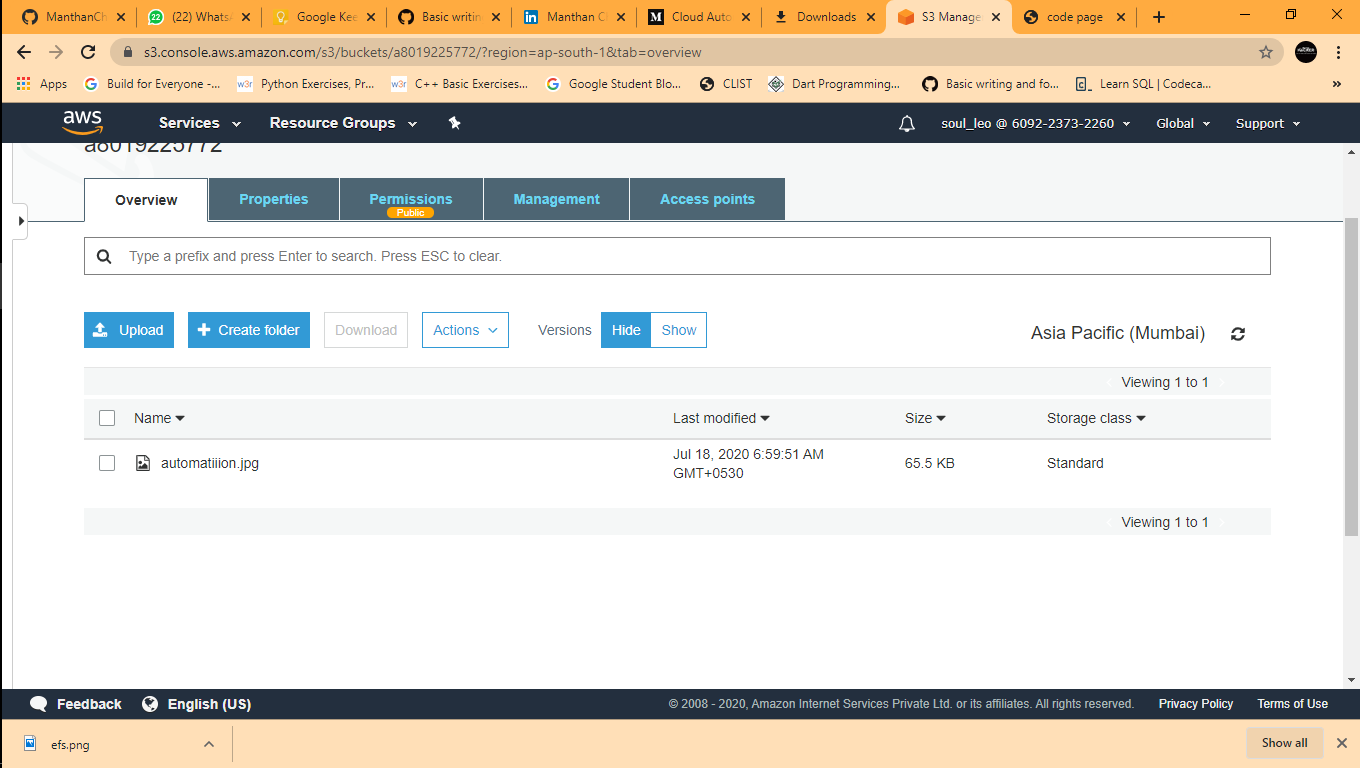 ManthanCh
(22) Whats
Google Kee
Basic writin
Manthan C
Cloud Auto
Downloads
S3 Manage
code page
s3.console.aws.amazon.com/s3/buckets/a8019225772/?region=ap-south-1&tab=overview
Apps
Build for Everyone -...
Python Exercises, Pr...
C++ Basic Exercises...
Google Student Blo...
CLIST
Dart Programming...
Basic writing and fo...
Learn SQL | Codeca...
»
aws
Services
Resource Groups
soul_leo @ 6092-2373-2260
Global
Support
a8019225772
Overview
Properties
Permissions
Public
Management
Access points
Type a prefix and press Enter to search. Press ESC to clear.
Upload
Create folder
Download
Actions
Versions
Hide
Show
Asia Pacific (Mumbai)
Viewing 1 to 1
Name
Last modified
Size
Storage class
automatiiion.jpg
Jul 18, 2020 6:59:51 AM
GMT+0530
65.5 KB
Standard
Viewing 1 to 1
Feedback
English (US)
© 2008 - 2020, Amazon Internet Services Private Ltd. or its affiliates. All rights reserved.
Privacy Policy
Terms of Use
efs.png
Show all